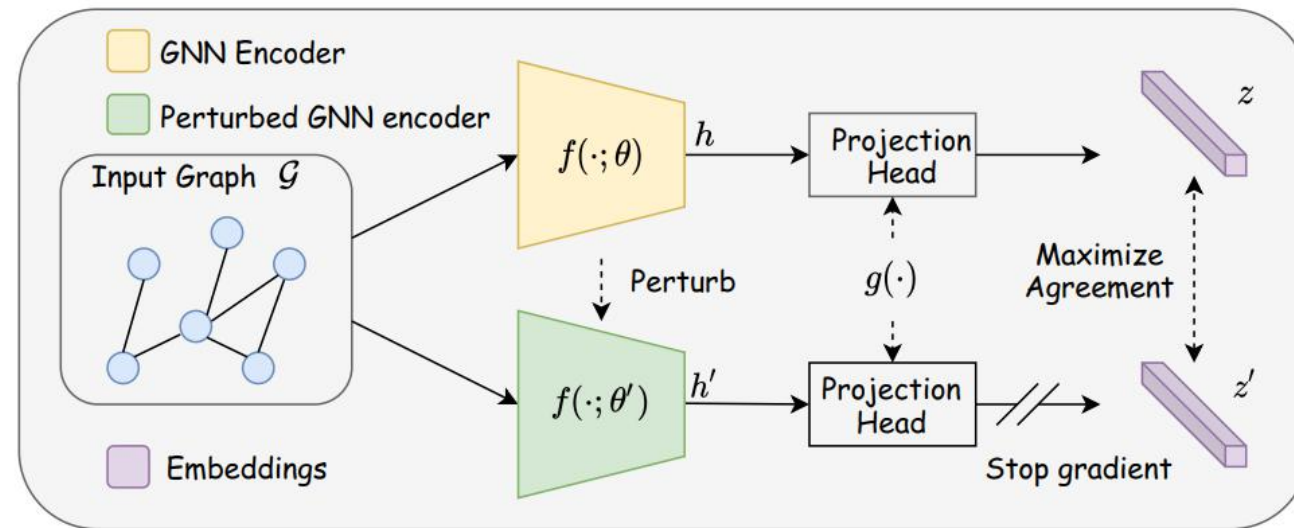 GNN Encoder
Perturbed GNN encoder
Input Graph 𝒢
f(·; θ)
h
Projection
Head
z
Perturb
g(·)
Maximize
Agreement
f(·; θ′)
h′
Projection
Head
z′
Stop gradient
Embeddings